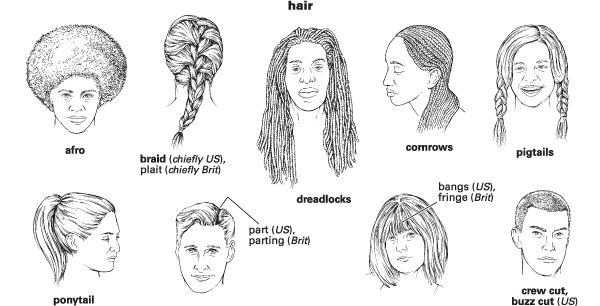 hair
afro
braid (chiefly US),
plait (chiefly Brit)
dreadlocks
cornrows
pigtails
ponytail
part (US),
parting (Brit)
bangs (US),
fringe (Brit)
crew cut,
buzz cut (US)